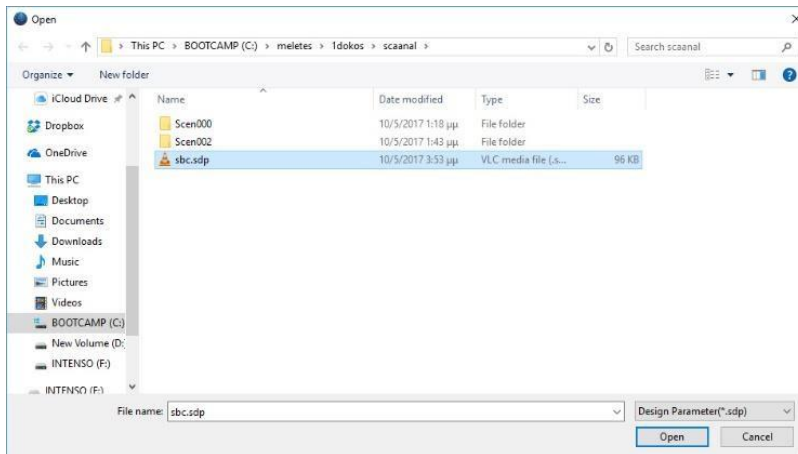 Open
This PC > BOOTCAMP (C:) > meletes > 1dokos > scaanal >
Search scaanal
Organize
New folder
Name
Date modified
Type
Size
iCloud Drive
Dropbox
OneDrive
This PC
Desktop
Documents
Downloads
Music
Pictures
Videos
BOOTCAMP (C:)
New Volume (D:
INTENSO (F:)
INTENSO (F:)
Scen000 10/5/2017 1:18 μμ File folder
Scen002 10/5/2017 1:43 μμ File folder
sbc.sdp 10/5/2017 3:53 μμ VLC media file (.s... 96 KB
File name: sbc.sdp
Design Parameter(*.sdp)
Open
Cancel